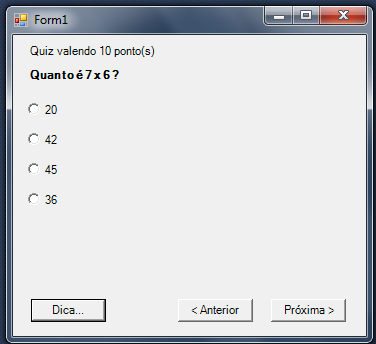 Form1
Quiz valendo 10 ponto(s)
Quanto é 7 x 6 ?
20
42
45
36
Dica...
< Anterior
Próxima >